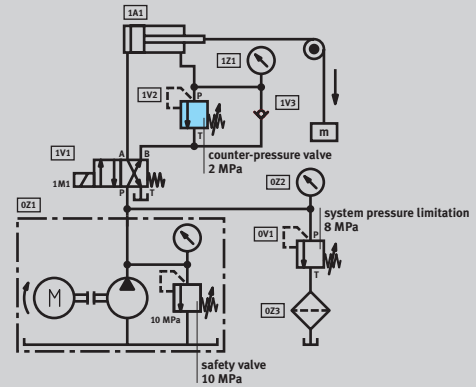 1A1
1Z1
1V2
P
1V3
T
m
1V1
A B
counter-pressure valve
2 MPa
1M1
P T
0Z2
0Z1
system pressure limitation
8 MPa
0V1
P
T
M
10 MPa
0Z3
safety valve
10 MPa